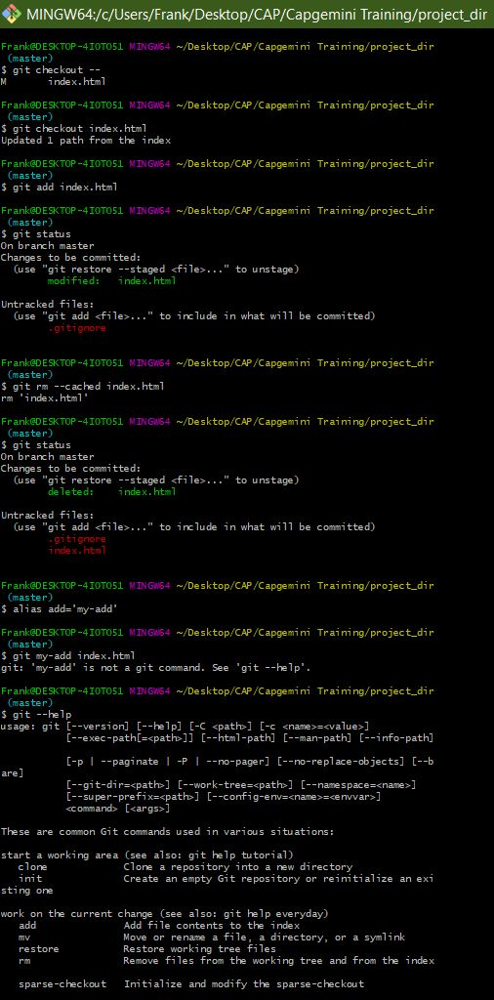 MINGW64:/c/Users/Frank/Desktop/CAP/Capgemini Training/project_dir
Frank@DESKTOP-4IOTO51 MINGW64 ~/Desktop/CAP/Capgemini Training/project_dir
(master)
$ git checkout --
M       index.html
Frank@DESKTOP-4IOTO51 MINGW64 ~/Desktop/CAP/Capgemini Training/project_dir
(master)
$ git checkout index.html
Updated 1 path from the index
Frank@DESKTOP-4IOTO51 MINGW64 ~/Desktop/CAP/Capgemini Training/project_dir
(master)
$ git add index.html
Frank@DESKTOP-4IOTO51 MINGW64 ~/Desktop/CAP/Capgemini Training/project_dir
(master)
$ git status
On branch master
Changes to be committed:
  (use "git restore --staged <file>..." to unstage)
        modified:   index.html
Untracked files:
  (use "git add <file>..." to include in what will be committed)
        .gitignore
Frank@DESKTOP-4IOTO51 MINGW64 ~/Desktop/CAP/Capgemini Training/project_dir
(master)
$ git rm --cached index.html
rm 'index.html'
Frank@DESKTOP-4IOTO51 MINGW64 ~/Desktop/CAP/Capgemini Training/project_dir
(master)
$ git status
On branch master
Changes to be committed:
  (use "git restore --staged <file>..." to unstage)
        deleted:    index.html
Untracked files:
  (use "git add <file>..." to include in what will be committed)
        .gitignore
        index.html
Frank@DESKTOP-4IOTO51 MINGW64 ~/Desktop/CAP/Capgemini Training/project_dir
(master)
$ alias add='my-add'
Frank@DESKTOP-4IOTO51 MINGW64 ~/Desktop/CAP/Capgemini Training/project_dir
(master)
$ git my-add index.html
git: 'my-add' is not a git command. See 'git --help'.
Frank@DESKTOP-4IOTO51 MINGW64 ~/Desktop/CAP/Capgemini Training/project_dir
(master)
$ git --help
usage: git [--version] [--help] [-C <path>] [-c <name>=<value>]
           [--exec-path[=<path>]] [--html-path] [--man-path] [--info-path]
           [-p | --paginate | -P | --no-pager] [--no-replace-objects] [--b
are]
           [--git-dir=<path>] [--work-tree=<path>] [--namespace=<name>]
           [--super-prefix=<path>] [--config-env=<name>=<envvar>]
           <command> [<args>]
These are common Git commands used in various situations:
start a working area (see also: git help tutorial)
   clone             Clone a repository into a new directory
   init              Create an empty Git repository or reinitialize an exi
sting one
work on the current change (see also: git help everyday)
   add               Add file contents to the index
   mv                Move or rename a file, a directory, or a symlink
   restore           Restore working tree files
   rm                Remove files from the working tree and from the index
   sparse-checkout   Initialize and modify the sparse-checkout